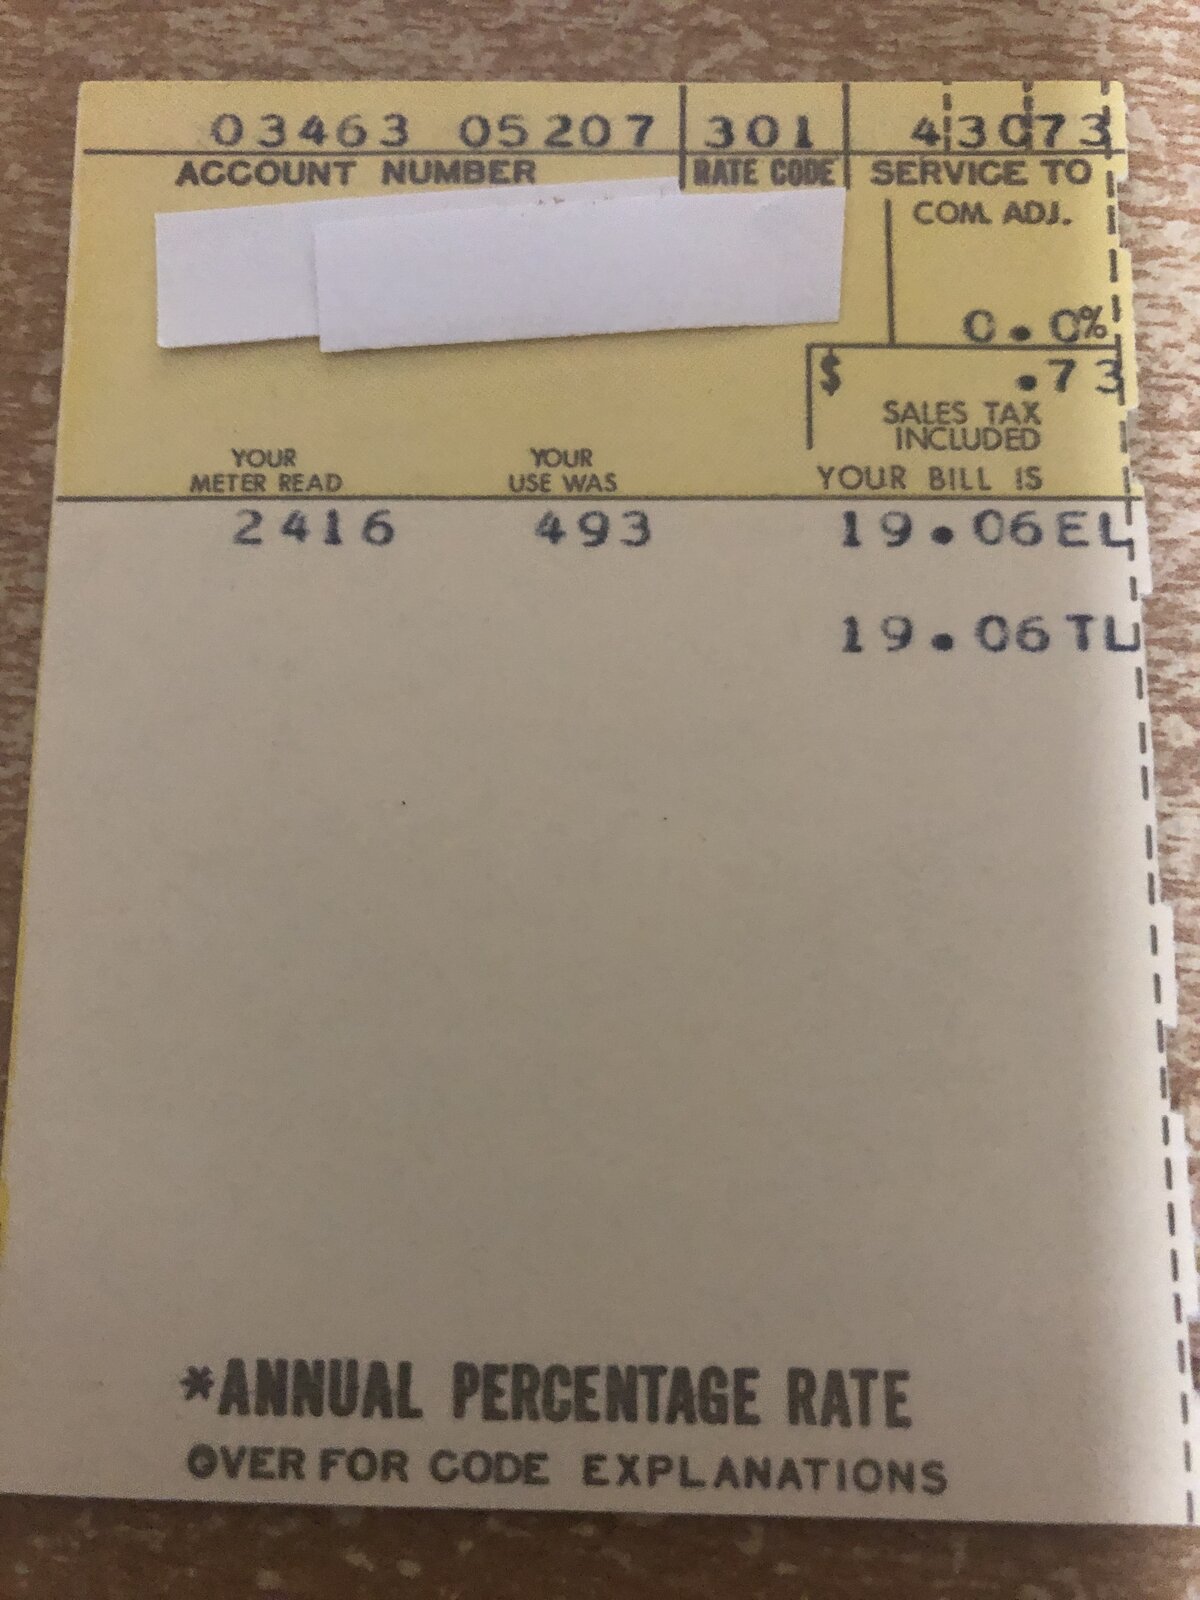 03463 05207 301 43073
ACCOUNT NUMBER RATE CODE SERVICE TO
COM. ADJ.
0.0%
$ .73
SALES TAX
INCLUDED
YOUR YOUR
METER READ USE WAS YOUR BILL IS
2416 493 19.06EL
19.06TL
*ANNUAL PERCENTAGE RATE
OVER FOR CODE EXPLANATIONS